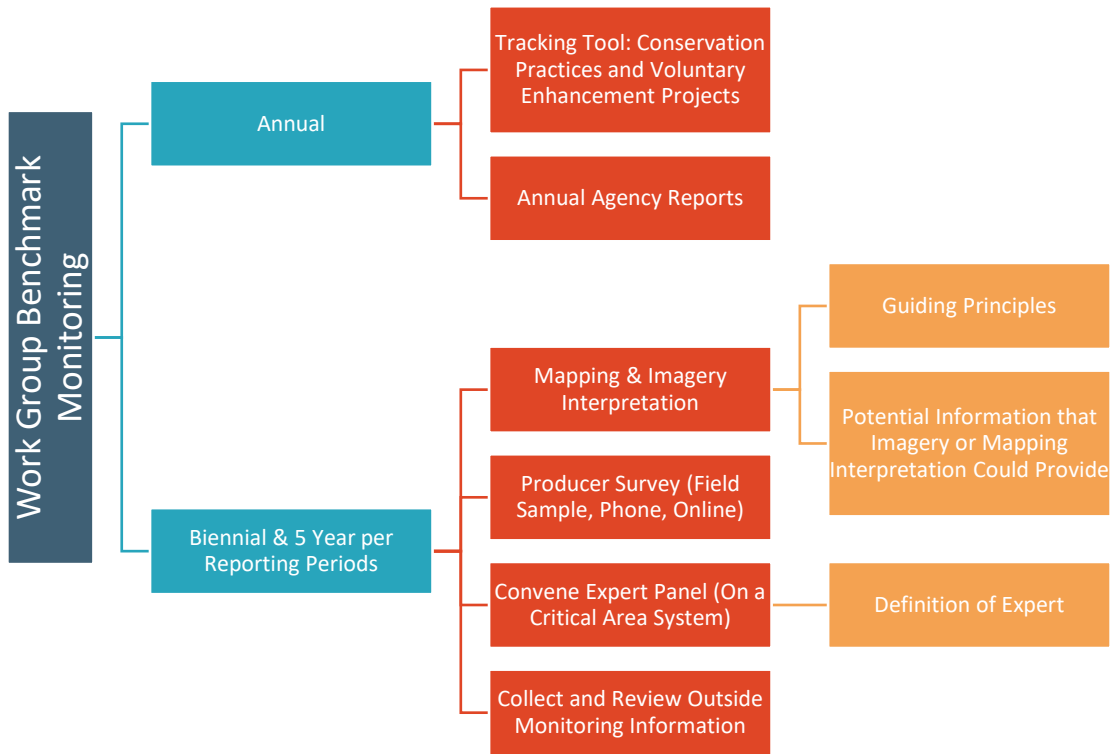 Work Group Benchmark
Monitoring
Annual
Tracking Tool: Conservation
Practices and Voluntary
Enhancement Projects
Annual Agency Reports
Biennial & 5 Year per
Reporting Periods
Mapping & Imagery
Interpretation
Guiding Principles
Potential Information that
Imagery or Mapping
Interpretation Could Provide
Producer Survey (Field
Sample, Phone, Online)
Convene Expert Panel (On a
Critical Area System)
Definition of Expert
Collect and Review Outside
Monitoring Information